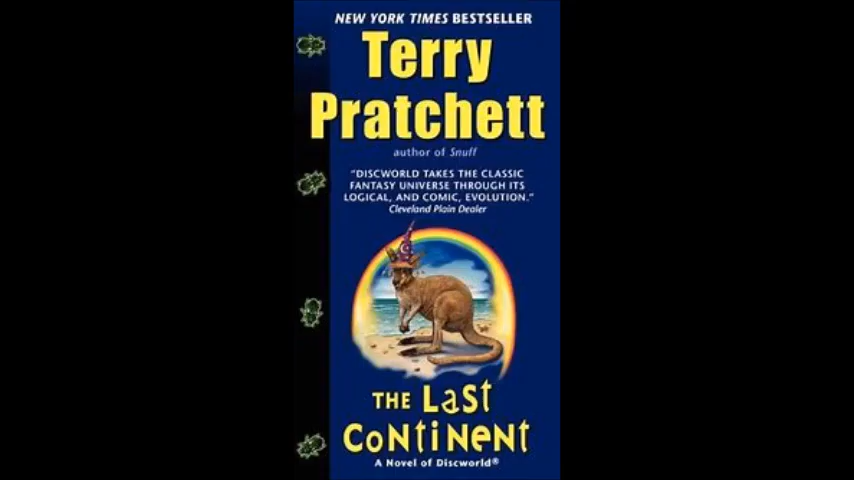 NEW YORK TIMES BESTSELLER
Terry
Pratchett
author of Snuff
"DISCWORLD TAKES THE CLASSIC
FANTASY UNIVERSE THROUGH ITS
LOGICAL, AND COMIC, EVOLUTION."
Cleveland Plain Dealer
THE LaSt
CoNtiNeNt
A Novel of Discworld®